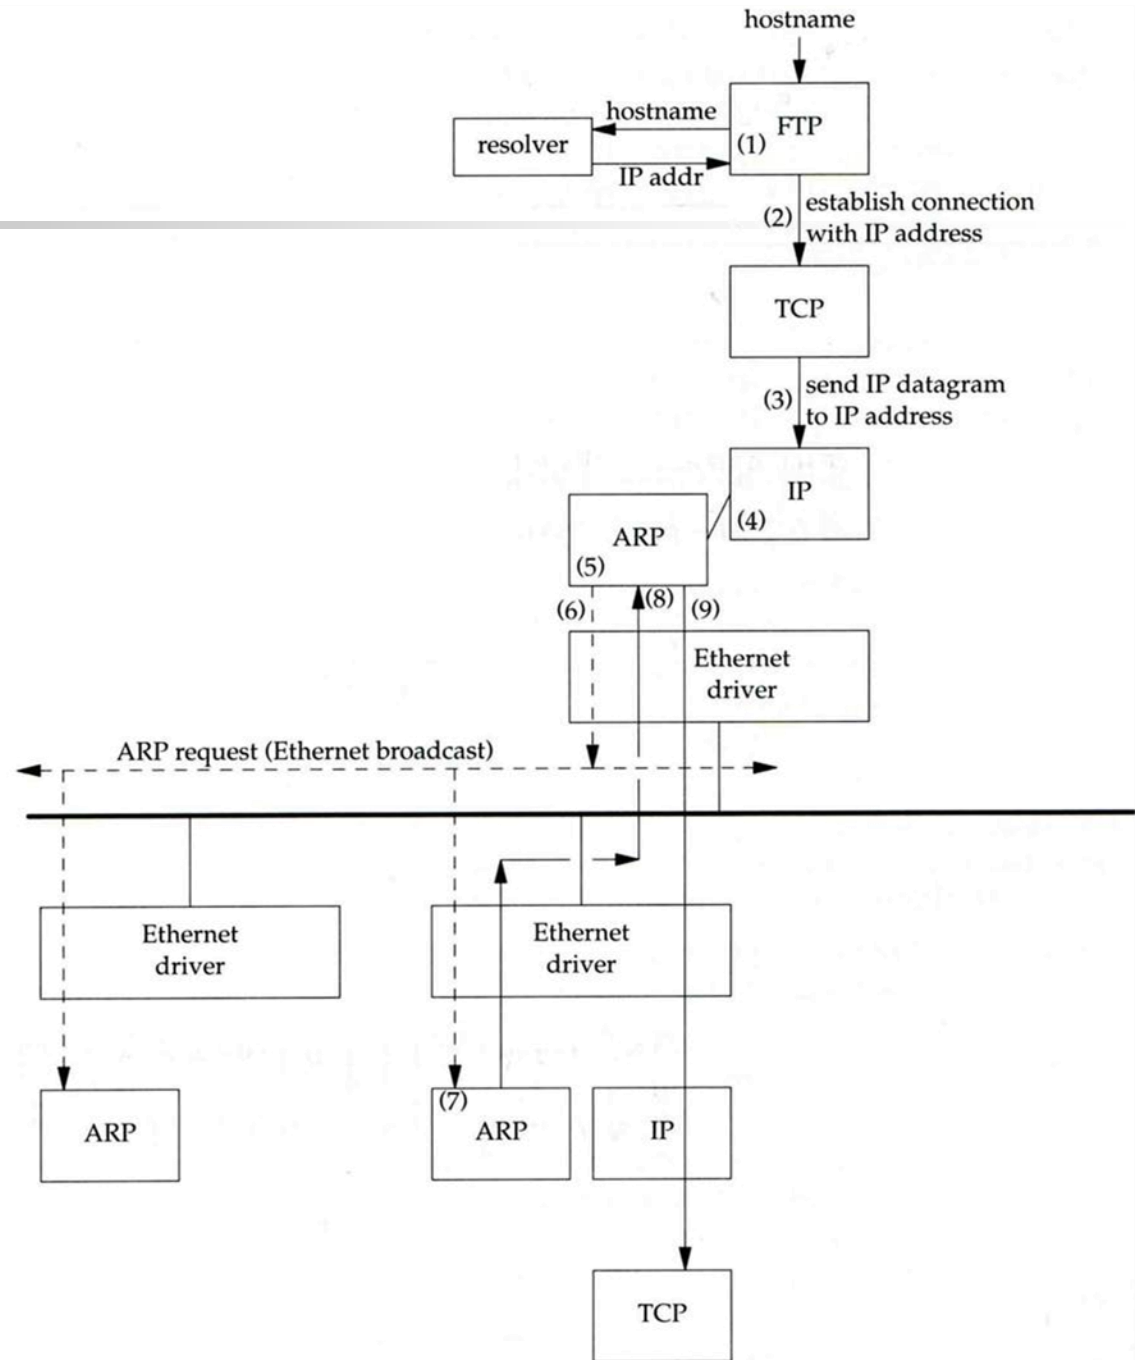 hostname
hostname
FTP
(1)
resolver
IP addr
(2)
establish connection
with IP address
TCP
(3)
send IP datagram
to IP address
IP
(4)
ARP
(5)
(6)
(8)
(9)
Ethernet
driver
ARP request (Ethernet broadcast)
Ethernet
driver
Ethernet
driver
(7)
ARP
ARP
IP
TCP